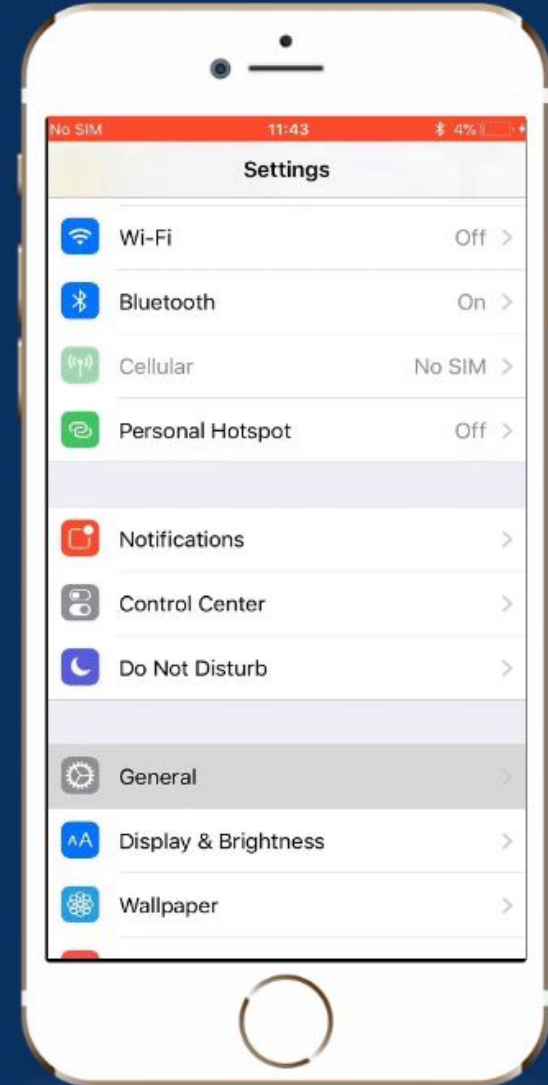 No SIM 11:43 4%
Settings
Wi-Fi Off
Bluetooth On
Cellular No SIM
Personal Hotspot Off
Notifications
Control Center
Do Not Disturb
General
AA Display & Brightness
Wallpaper